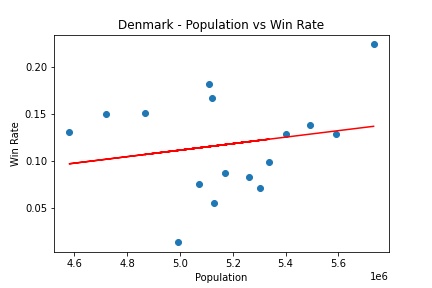 Denmark - Population vs Win Rate
0.20
0.15
0.10
0.05
Win Rate
4.6 4.8 5.0 5.2 5.4 5.6
1e6
Population